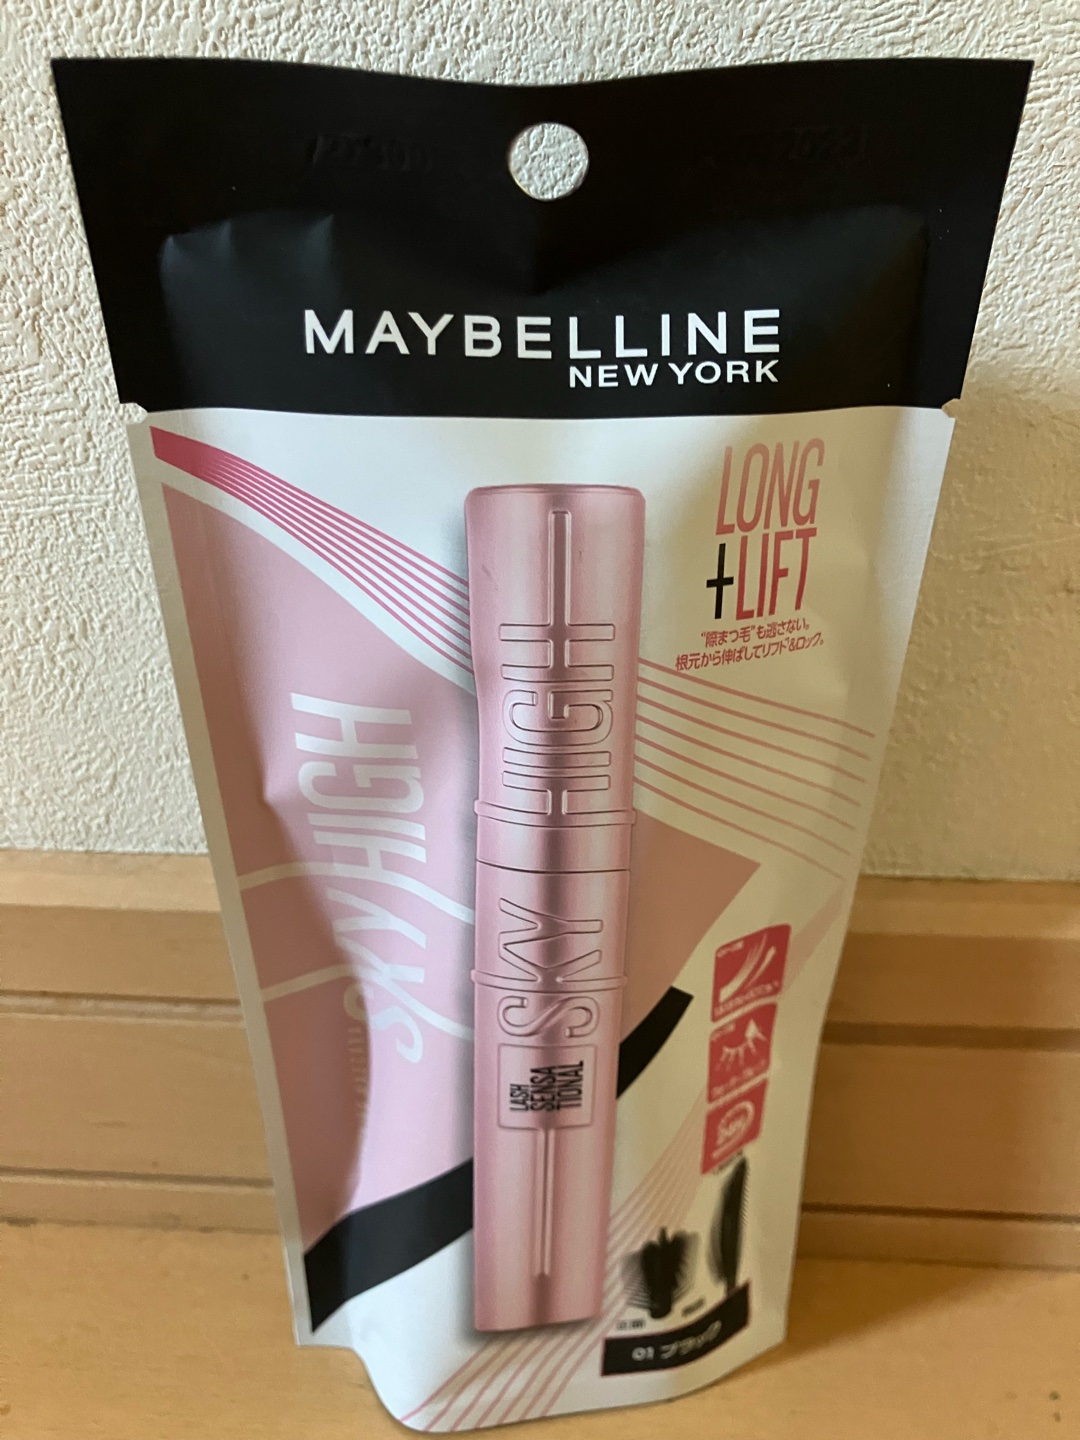 MAYBELLINE
NEW YORK
LONG
+LIFT
"際まつ毛"も逃さない。
根元から伸ばしてリフト&ロック。
SKY HIGH
SKY HIGH
LASH
SENSA
TIONAL
01 ブラック